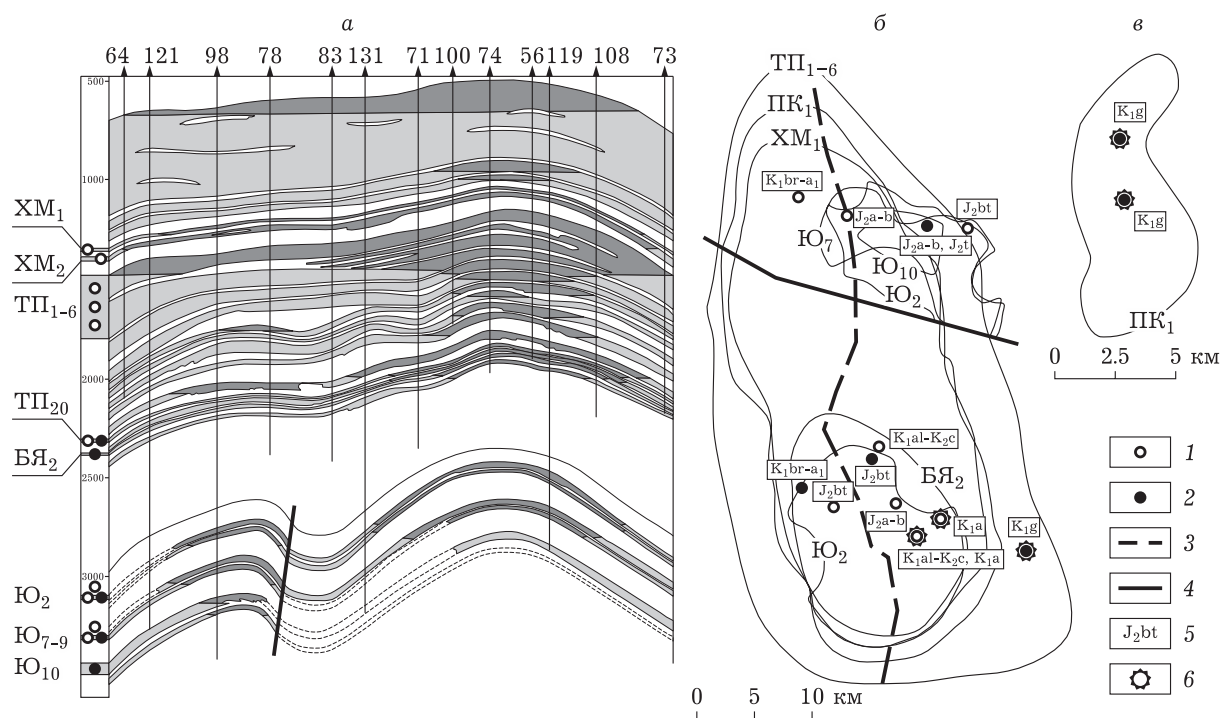 а
б
в
64 121 98 78 83 131 71 100 74 56 119 108 73
500
1000
2000
2500
3000
ХМ1
ХМ2
ТП1-6
ТП20
БЯ2
Ю2
Ю7-9
Ю10
ТП1-6
ПК1
ХМ1
K1br-a1
J2a-b
J2bt
J2a-b, J2t
Ю7
Ю10
Ю2
K1al-K2c
БЯ2
K1br-a1
J2bt
J2bt
J2a-b
K1a
K1g
Ю2
K1al-K2c, K1a
0 5 10 км
K1g
K1g
ПК1
0 2.5 5 км
1
2
3
4
J2bt 5
6